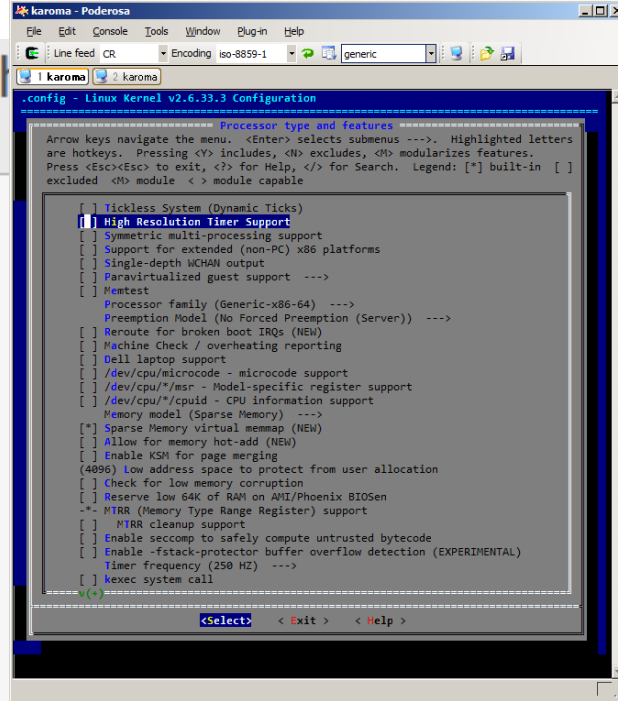 karoma - Poderosa
File Edit Console Tools Window Plug-in Help
Line feed CR Encoding iso-8859-1 generic
1 karoma 2 karoma
.config - Linux Kernel v2.6.33.3 Configuration
Processor type and features
Arrow keys navigate the menu. <Enter> selects submenus --->. Highlighted letters
are hotkeys. Pressing <Y> includes, <N> excludes, <M> modularizes features.
Press <Esc><Esc> to exit, <?> for Help, </> for Search. Legend: [*] built-in [ ]
excluded <M> module < > module capable
[ ] Tickless System (Dynamic Ticks)
[ ] High Resolution Timer Support
[ ] Symmetric multi-processing support
[ ] Support for extended (non-PC) x86 platforms
[ ] Single-depth WCHAN output
[ ] Paravirtualized guest support --->
[ ] Memtest
Processor family (Generic-x86-64) --->
Preemption Model (No Forced Preemption (Server)) --->
[ ] Reroute for broken boot IRQs (NEW)
[ ] Machine Check / overheating reporting
[ ] Dell laptop support
[ ] /dev/cpu/microcode - microcode support
[ ] /dev/cpu/*/msr - Model-specific register support
[ ] /dev/cpu/*/cpuid - CPU information support
Memory model (Sparse Memory) --->
[*] Sparse Memory virtual memmap (NEW)
[ ] Allow for memory hot-add (NEW)
[ ] Enable KSM for page merging
(4096) Low address space to protect from user allocation
[ ] Check for low memory corruption
[ ] Reserve low 64K of RAM on AMI/Phoenix BIOSen
-*- MTRR (Memory Type Range Register) support
[ ] MTRR cleanup support
[ ] Enable seccomp to safely compute untrusted bytecode
[ ] Enable -fstack-protector buffer overflow detection (EXPERIMENTAL)
Timer frequency (250 HZ) --->
[ ] kexec system call
v(+)
<Select> < Exit > < Help >